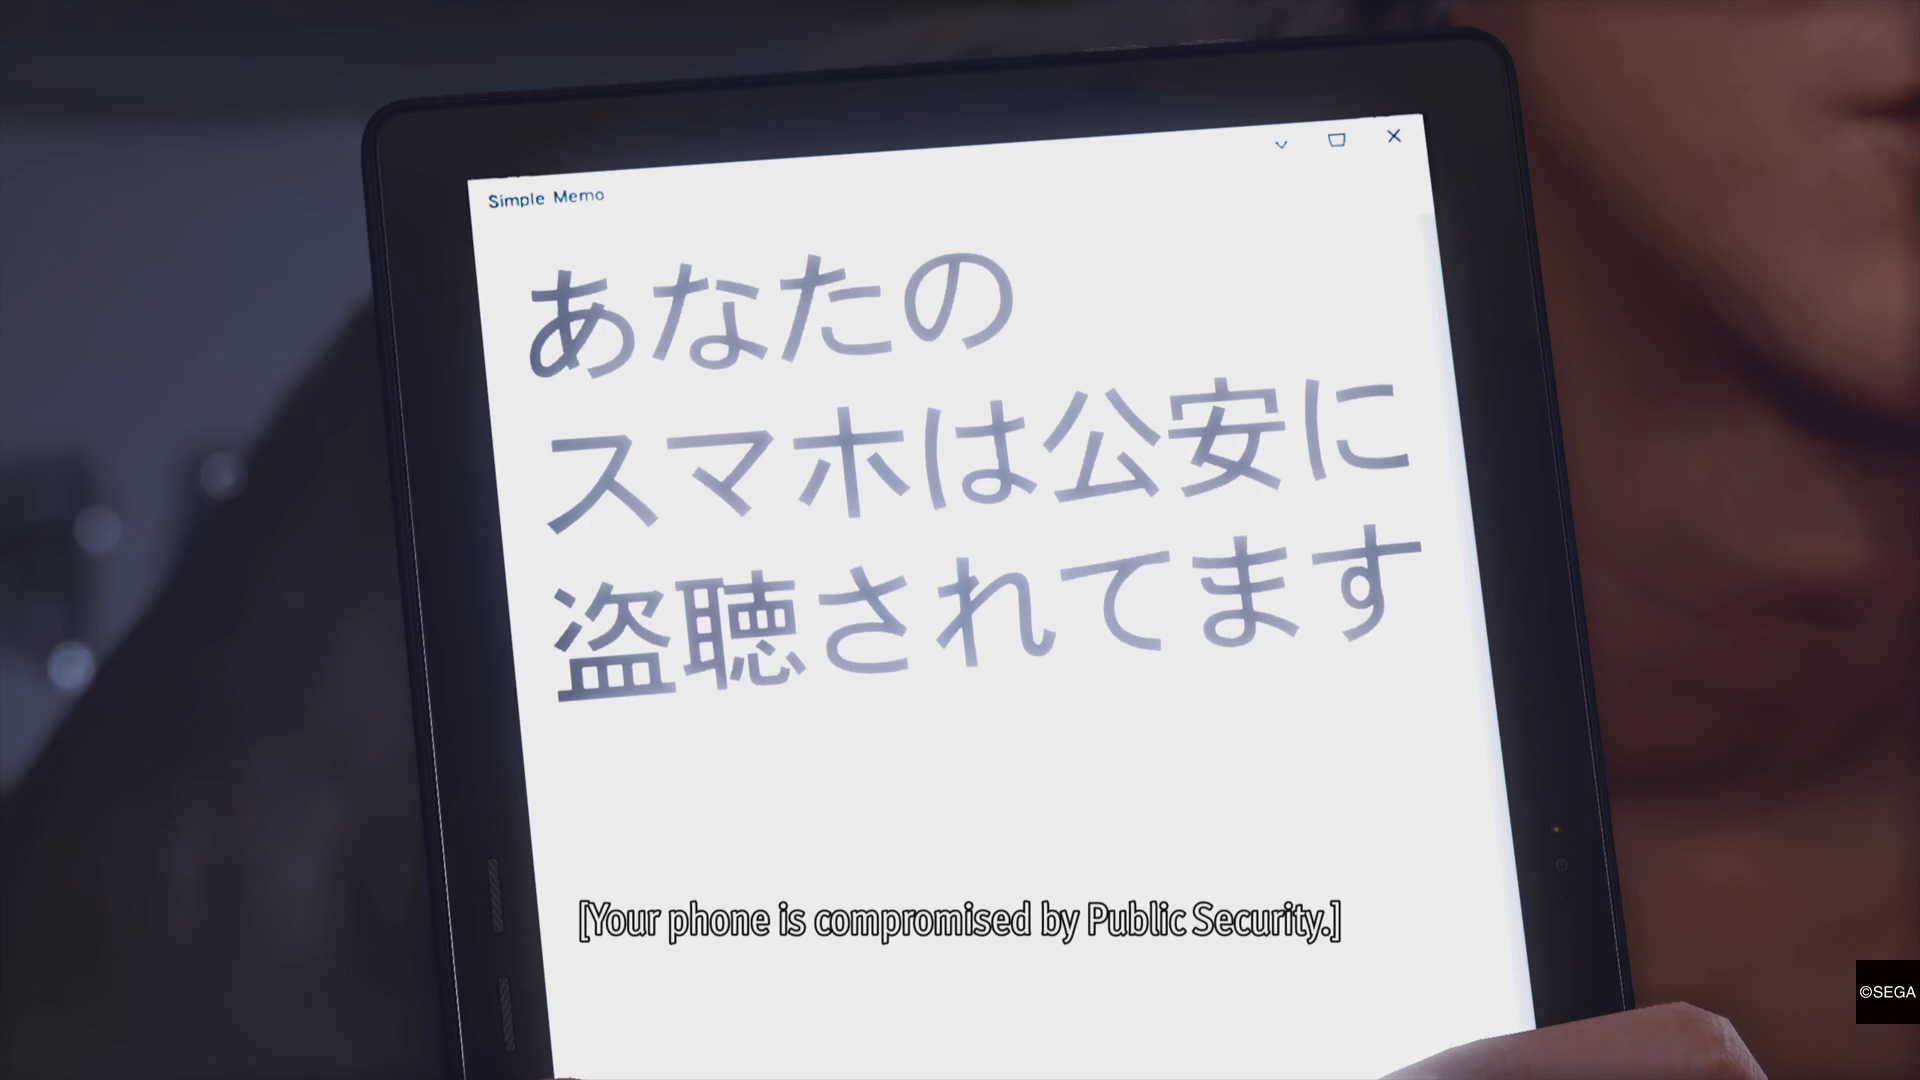 Simple Memo
あなたの
スマホは公安に
盗聴されてます
[Your phone is compromised by Public Security.]
©SEGA